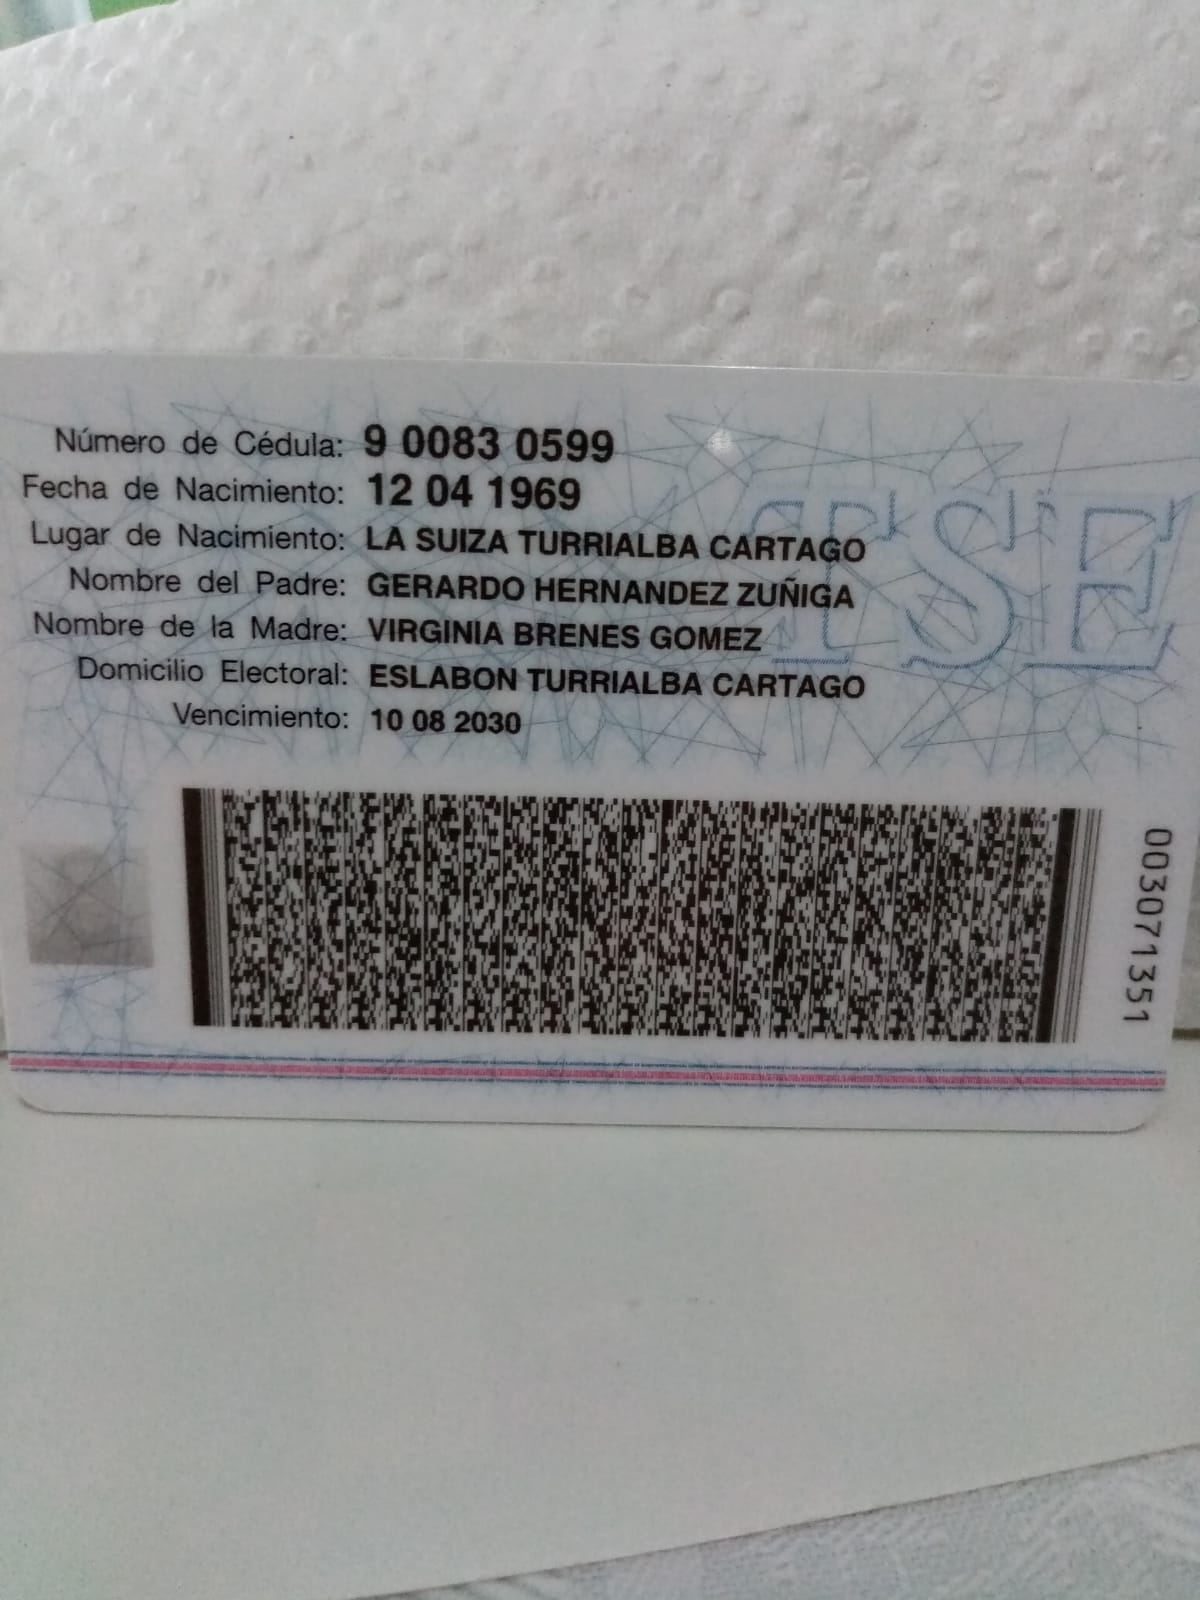 Número de Cédula: 9 0083 0599
Fecha de Nacimiento: 12 04 1969
Lugar de Nacimiento: LA SUIZA TURRIALBA CARTAGO
Nombre del Padre: GERARDO HERNANDEZ ZUÑIGA
Nombre de la Madre: VIRGINIA BRENES GOMEZ
Domicilio Electoral: ESLABON TURRIALBA CARTAGO
Vencimiento: 10 08 2030
TSE
003071351